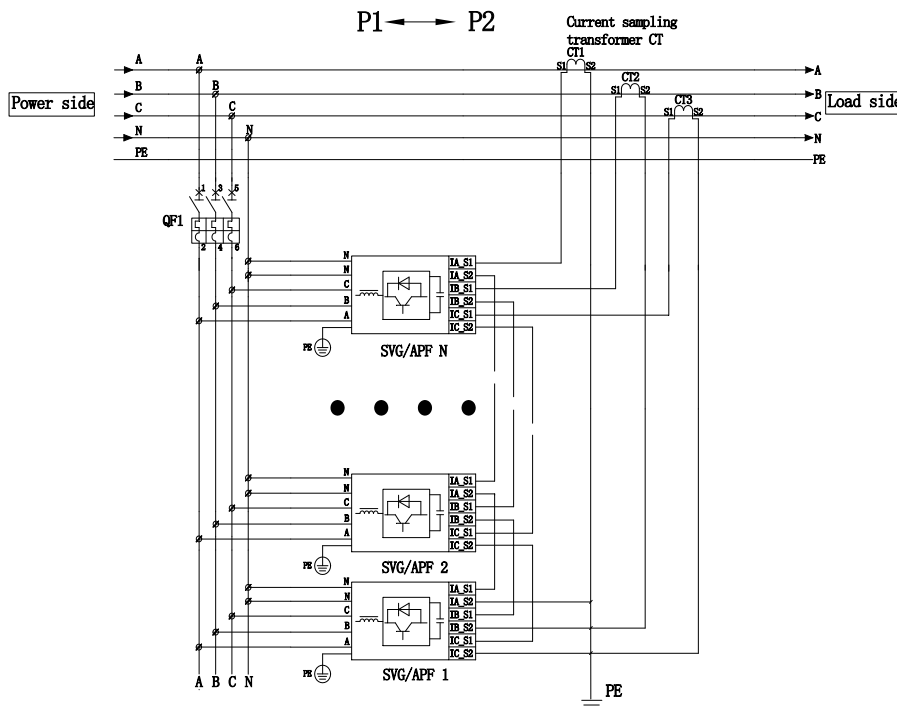 P1 P2
Current sampling
transformer CT
CT1
A A S1 S2 A
CT2
B B S1 S2 B
Power side
Load side
CT3
C C S1 S2 C
N N N
PE PE
1 3 5
QF1
2 4 6
N IA_S1
N IA_S2
C IB_S1
B IB_S2
A IC_S1
IC_S2
PE
SVG/APF N
N IA_S1
N IA_S2
C IB_S1
B IB_S2
A IC_S1
IC_S2
PE
SVG/APF 2
N IA_S1
N IA_S2
C IB_S1
B IB_S2
A IC_S1
IC_S2
PE
SVG/APF 1
A B C N
PE